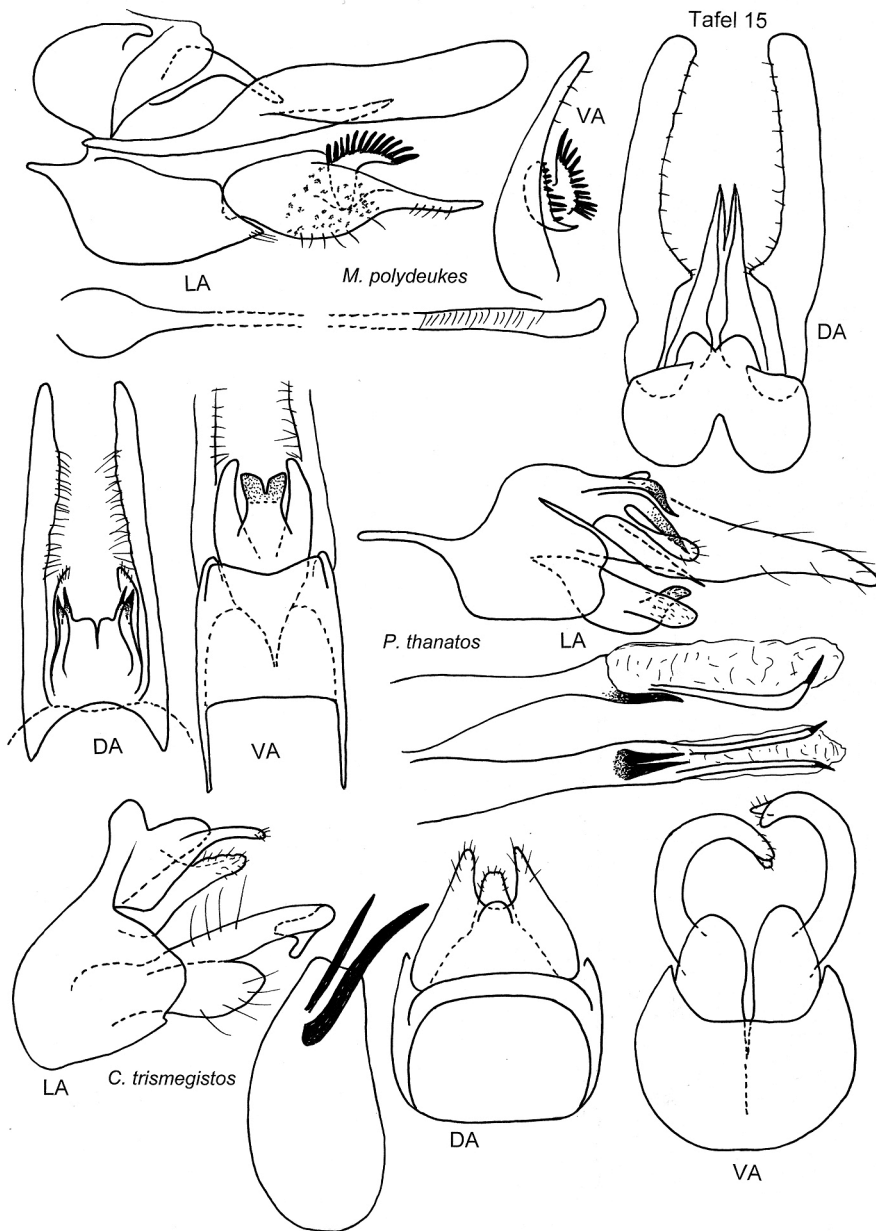 Tafel 15
VA
LA
M. polydeukes
DA
P. thanatos
LA
DA
VA
LA
C. trismegistos
DA
VA